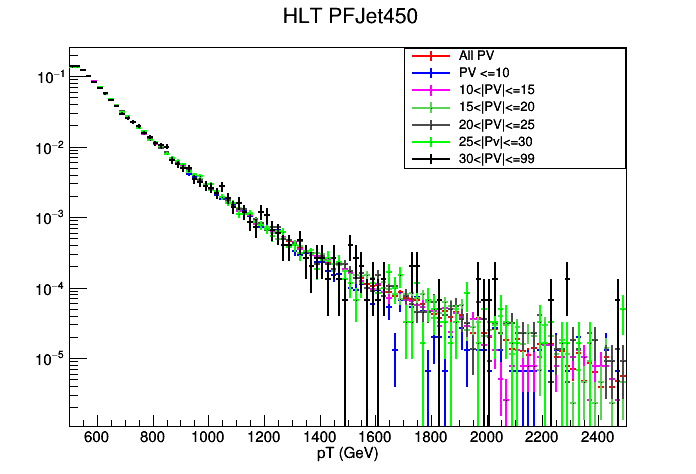 HLT PFJet450
All PV
PV <=10
10<|PV|<=15
15<|PV|<=20
20<|PV|<=25
25<|Pv|<=30
30<|PV|<=99
10⁻¹
10⁻²
10⁻³
10⁻⁴
10⁻⁵
600 800 1000 1200 1400 1600 1800 2000 2200 2400
pT (GeV)